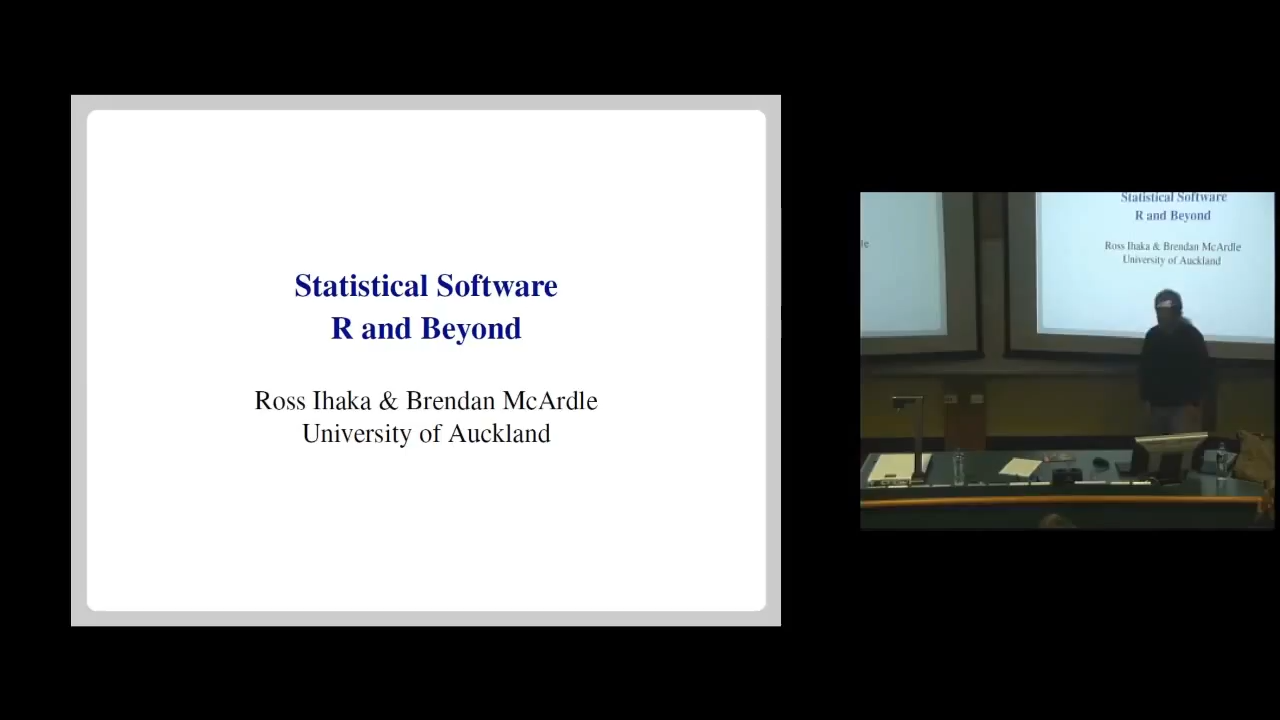 Statistical Software
R and Beyond
Ross Ihaka & Brendan McArdle
University of Auckland
Statistical Software
R and Beyond
Ross Ihaka & Brendan McArdle
University of Auckland
le